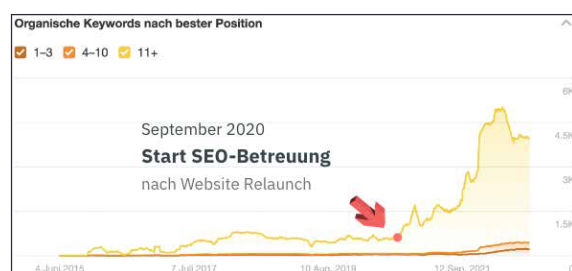 Organische Keywords nach bester Position
1–3 4–10 11+
6K
September 2020
4.5K
Start SEO-Betreuung
nach Website Relaunch
3K
1.5K
4 Juni 2015 7 Juli 2017 10 Aug. 2019 12 Sep. 2021 0